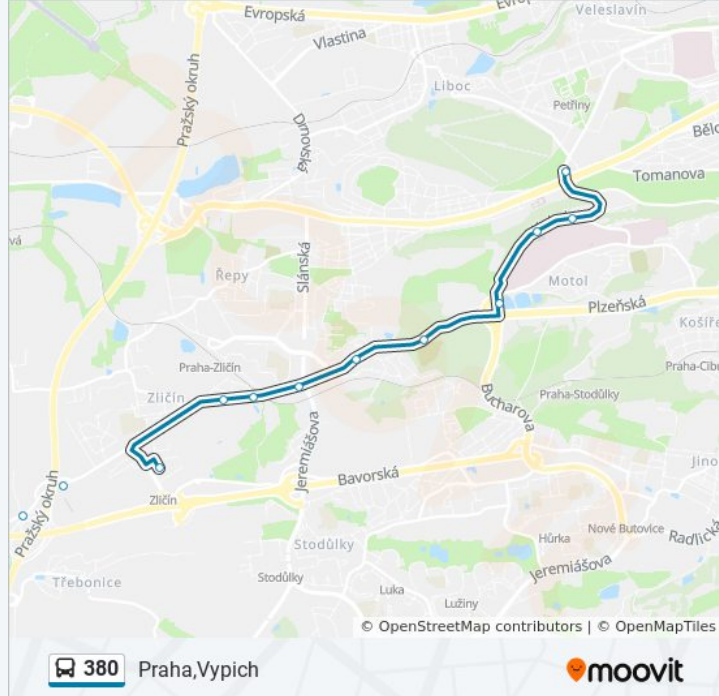 Evropská
Evro
Veleslavín
Vlastina
Liboc
Pražský okruh
Drnovská
Petřiny
Bělo
Tomanova
vá
Slánská
Řepy
Motol
Plzeňská
Košíře
Praha-Zličín
Praha-Cibu
Zličín
Bucharova
Praha-Stodůlky
Jeremiášova
Jino
Bavorská
Zličín
Pražský okruh
Stodůlky
Hůrka
Nové Butovice
Radlická
Třebonice
Stodůlky
Luka
Lužiny
Jeremiášova
© OpenStreetMap contributors | © OpenMapTiles
380 Praha,Vypich
moovit